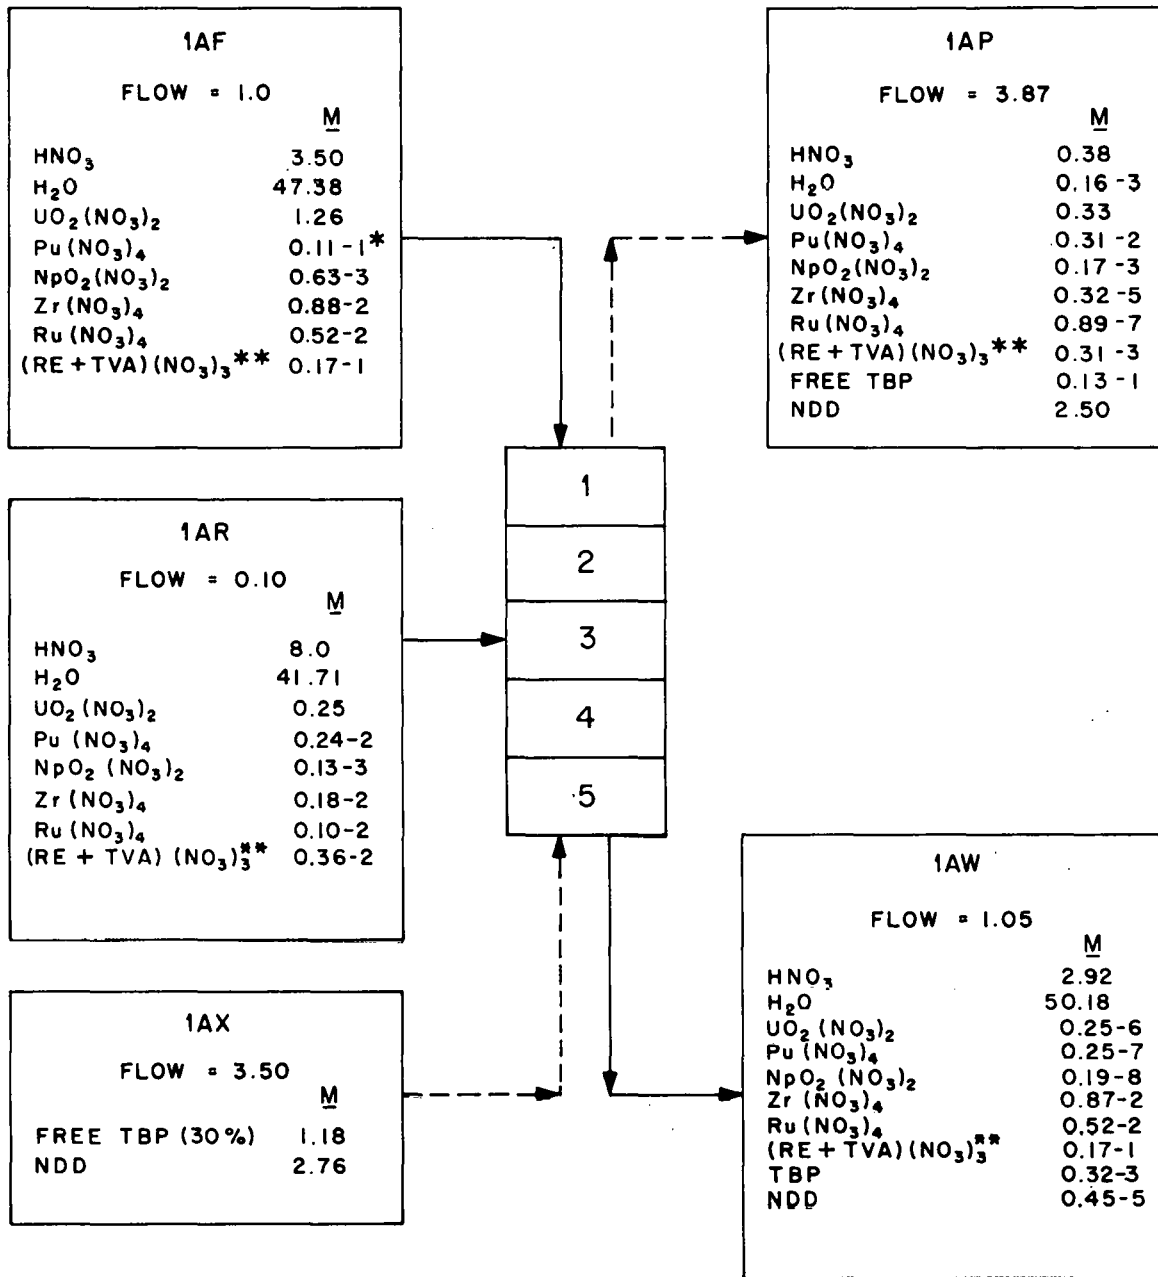 1AF
FLOW = 1.0
M
HNO₃ 3.50
H₂O 47.38
UO₂(NO₃)₂ 1.26
Pu(NO₃)₄ 0.11-1*
NpO₂(NO₃)₂ 0.63-3
Zr(NO₃)₄ 0.88-2
Ru(NO₃)₄ 0.52-2
(RE+TVA)(NO₃)₃** 0.17-1
1AP
FLOW = 3.87
M
HNO₃ 0.38
H₂O 0.16-3
UO₂(NO₃)₂ 0.33
Pu(NO₃)₄ 0.31-2
NpO₂(NO₃)₂ 0.17-3
Zr(NO₃)₄ 0.32-5
Ru(NO₃)₄ 0.89-7
(RE+TVA)(NO₃)₃** 0.31-3
FREE TBP 0.13-1
NDD 2.50
1
2
3
4
5
1AR
FLOW = 0.10
M
HNO₃ 8.0
H₂O 41.71
UO₂(NO₃)₂ 0.25
Pu (NO₃)₄ 0.24-2
NpO₂ (NO₃)₂ 0.13-3
Zr(NO₃)₄ 0.18-2
Ru(NO₃)₄ 0.10-2
(RE + TVA) (NO₃)₃** 0.36-2
1AX
FLOW = 3.50
M
FREE TBP (30%) 1.18
NDD 2.76
1AW
FLOW = 1.05
M
HNO₃ 2.92
H₂O 50.18
UO₂(NO₃)₂ 0.25-6
Pu(NO₃)₄ 0.25-7
NpO₂ (NO₃)₂ 0.19-8
Zr(NO₃)₄ 0.87-2
Ru(NO₃)₄ 0.52-2
(RE+TVA)(NO₃)₃** 0.17-1
TBP 0.32-3
NDD 0.45-5